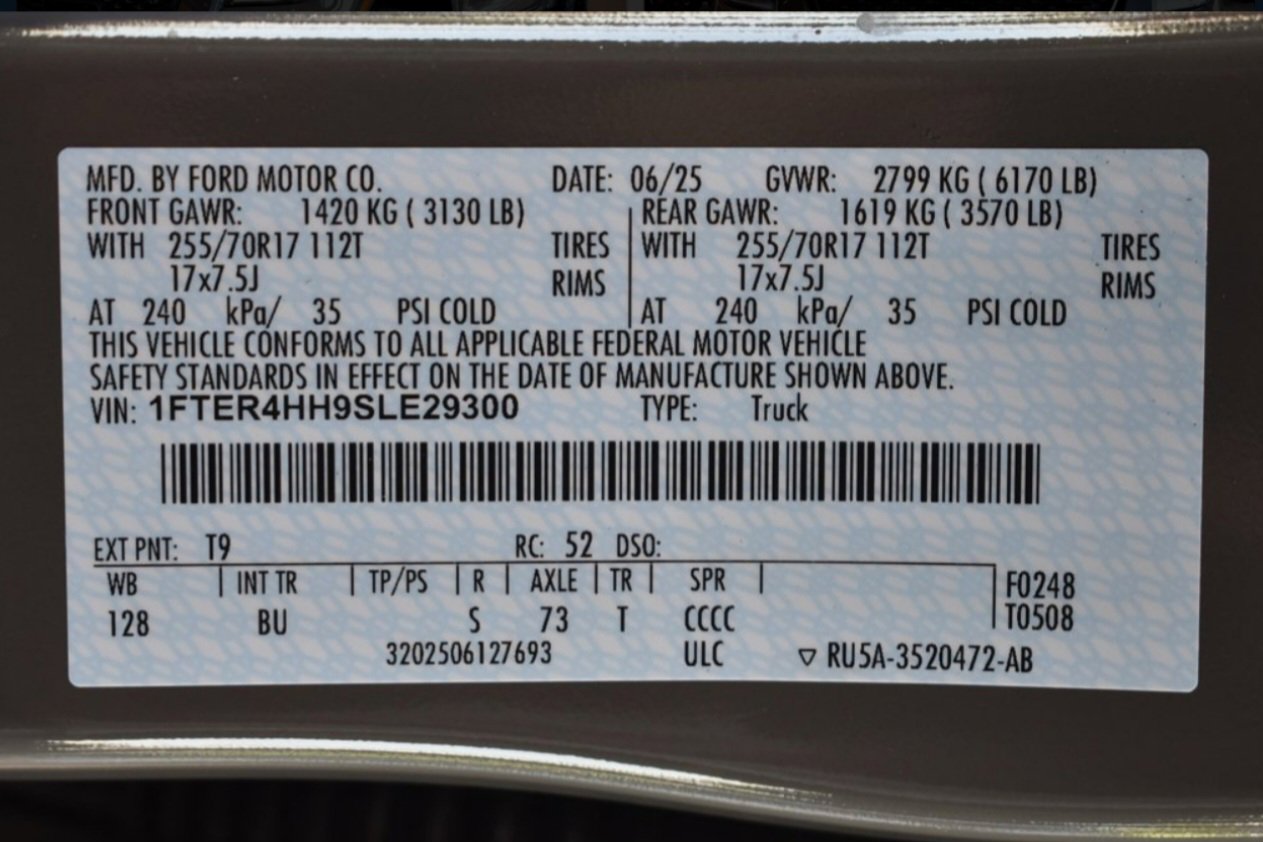 MFD. BY FORD MOTOR CO. DATE: 06/25 GVWR: 2799 KG ( 6170 LB)
FRONT GAWR: 1420 KG ( 3130 LB) REAR GAWR: 1619 KG ( 3570 LB)
WITH 255/70R17 112T TIRES WITH 255/70R17 112T TIRES
17x7.5J RIMS 17x7.5J RIMS
AT 240 kPa/ 35 PSI COLD AT 240 kPa/ 35 PSI COLD
THIS VEHICLE CONFORMS TO ALL APPLICABLE FEDERAL MOTOR VEHICLE
SAFETY STANDARDS IN EFFECT ON THE DATE OF MANUFACTURE SHOWN ABOVE.
VIN: 1FTER4HH9SLE29300 TYPE: Truck
EXT PNT: T9 RC: 52 DSO:
WB INT TR TP/PS R AXLE TR SPR F0248
128 BU S 73 T CCCC T0508
3202506127693 ULC ▽ RU5A-3520472-AB